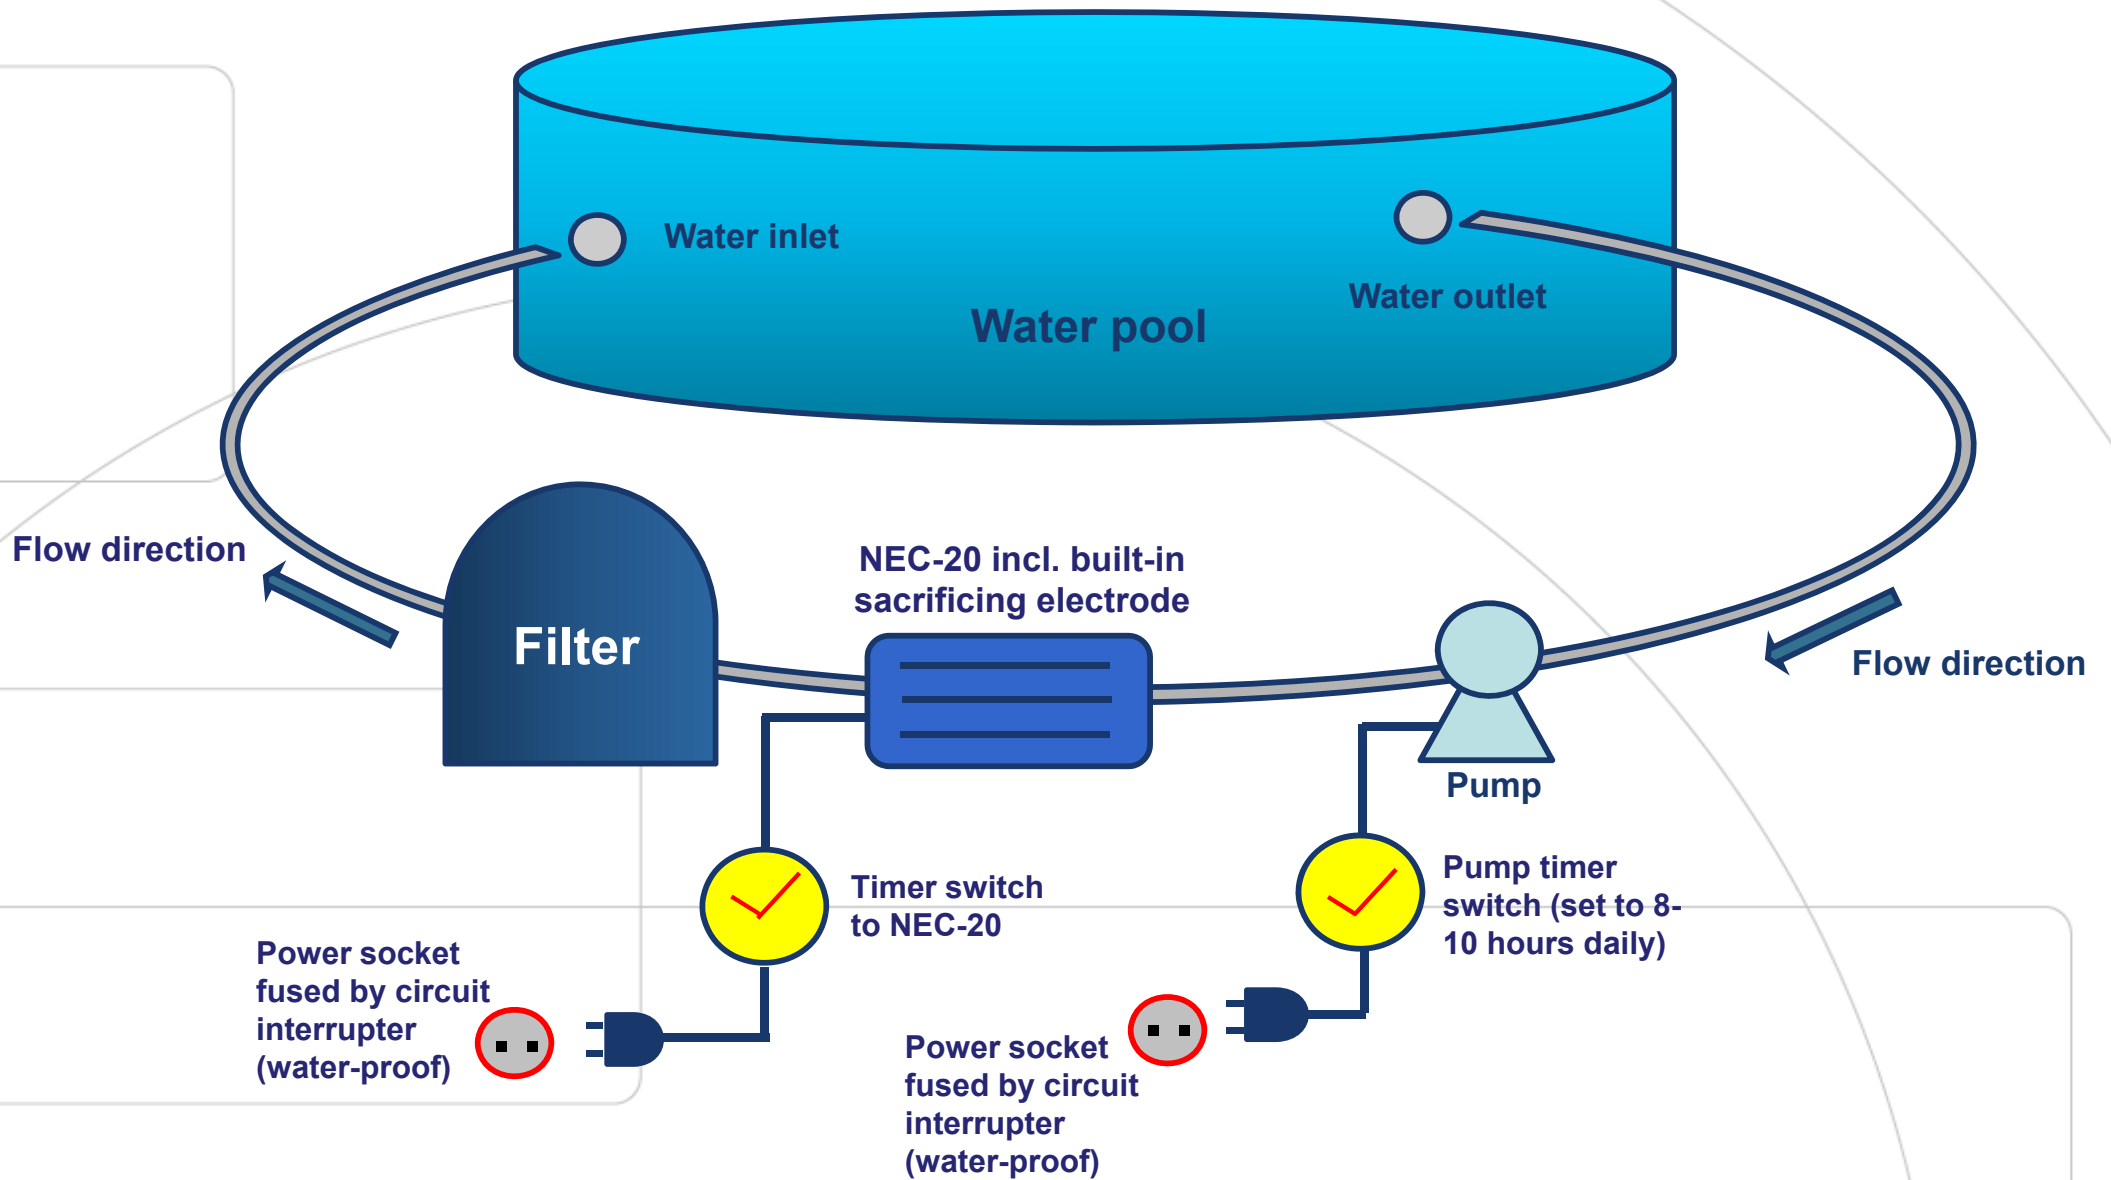 Water inlet
Water outlet
Water pool
Flow direction
NEC-20 incl. built-in
sacrificing electrode
Filter
Flow direction
Pump
Timer switch
to NEC-20
Pump timer
switch (set to 8-
10 hours daily)
Power socket
fused by circuit
interrupter
(water-proof)
Power socket
fused by circuit
interrupter
(water-proof)